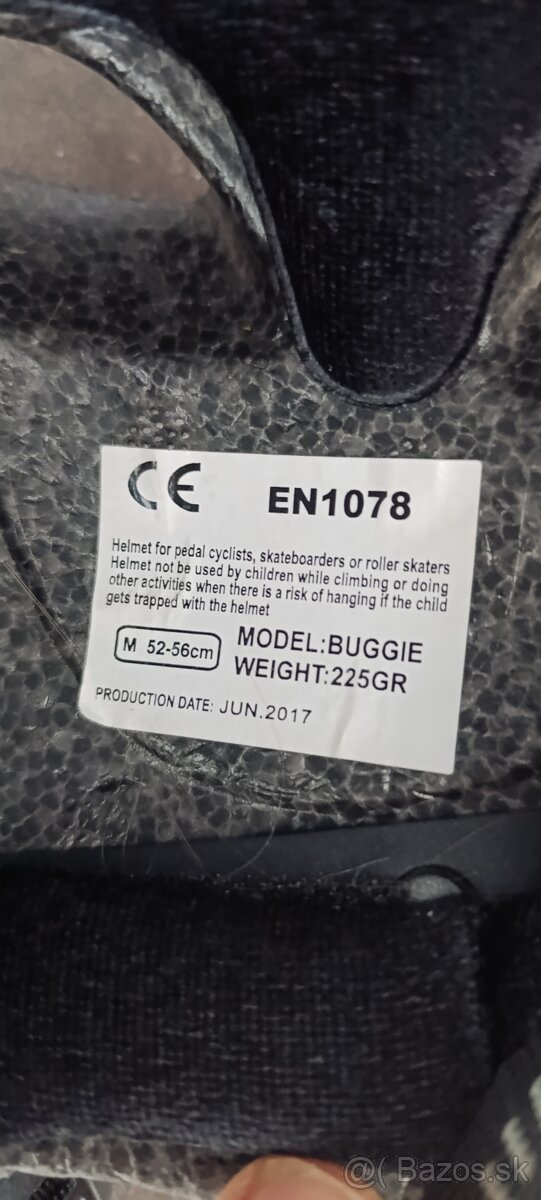 CE EN1078
Helmet for pedal cyclists, skateboarders or roller skaters
Helmet not be used by children while climbing or doing
other activities when there is a risk of hanging if the child
gets trapped with the helmet
M 52-56cm
MODEL:BUGGIE
WEIGHT:225GR
PRODUCTION DATE: JUN.2017
@ Bazos.sk